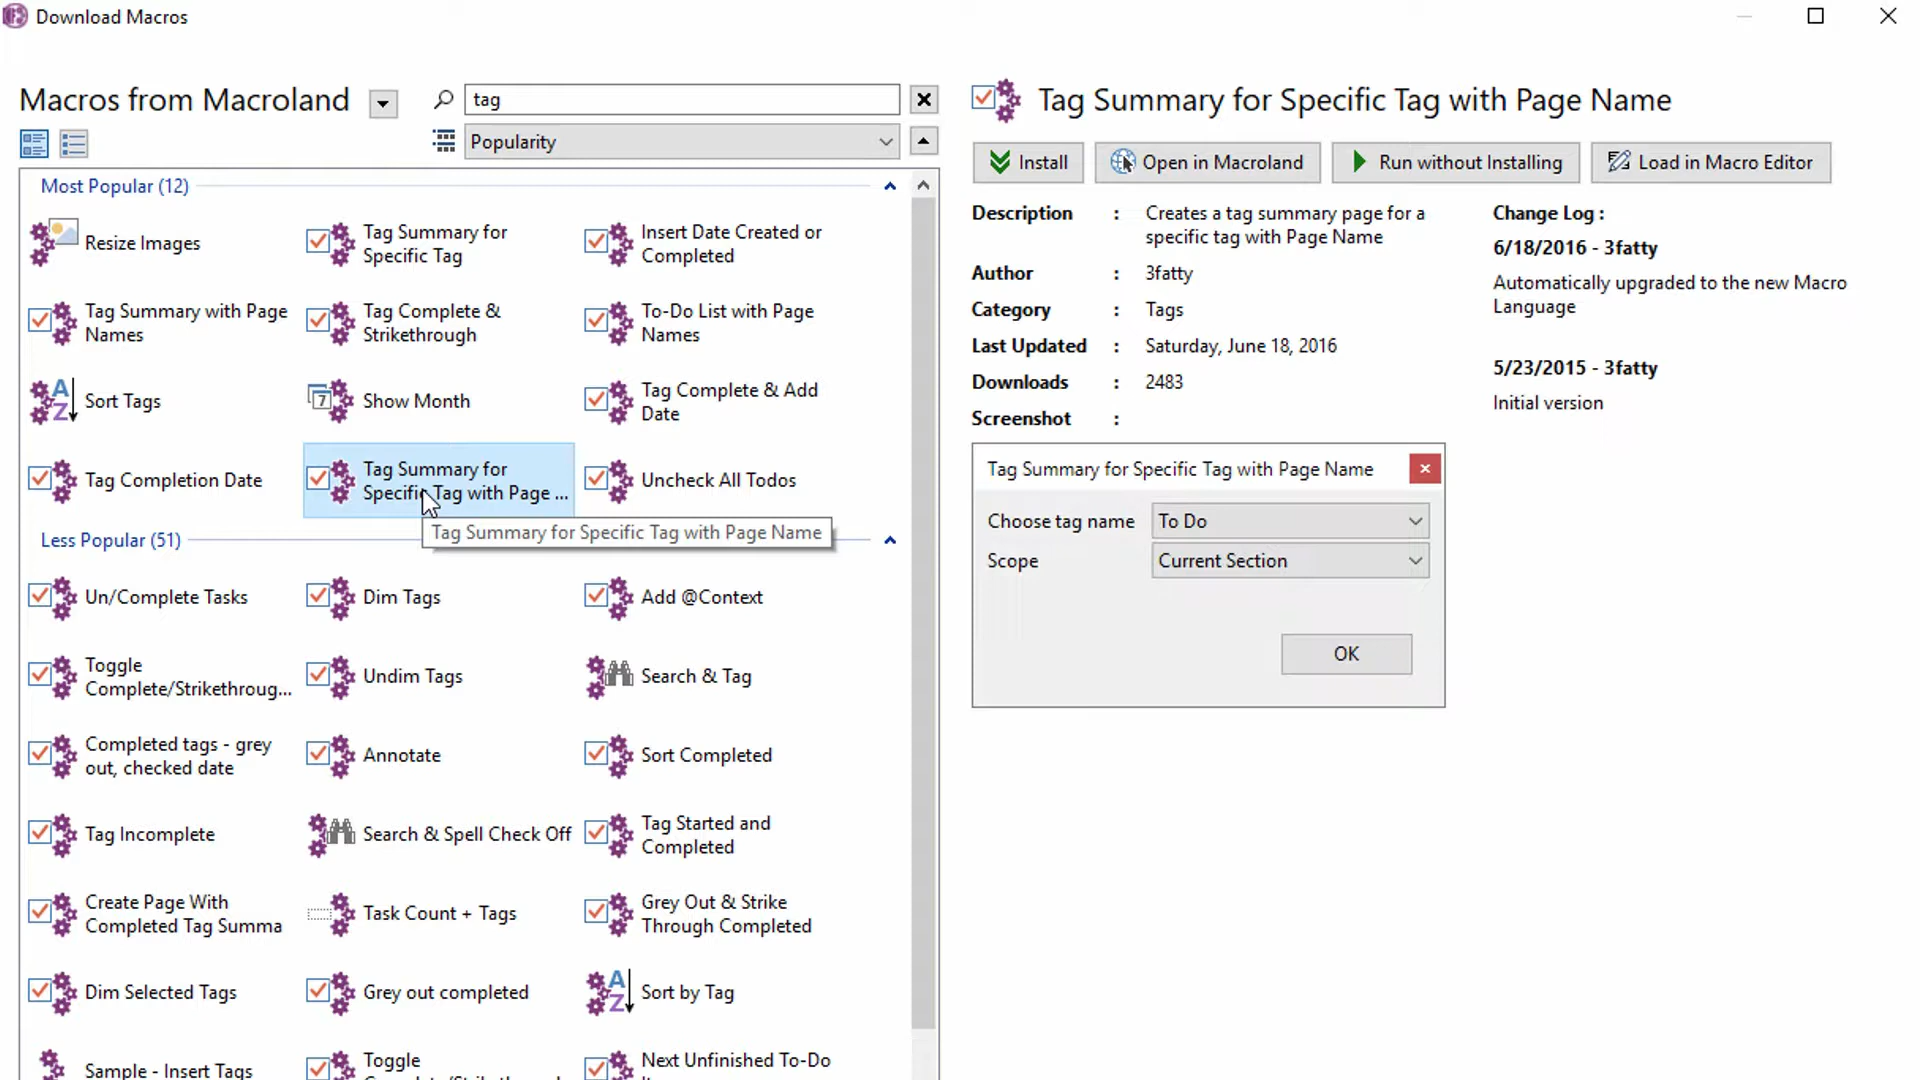 Download Macros
Macros from Macroland
tag
Popularity
Most Popular (12)
Resize Images
Tag Summary for
Specific Tag
Insert Date Created or
Completed
Tag Summary with Page
Names
Tag Complete &
Strikethrough
To-Do List with Page
Names
Sort Tags
7
Show Month
Tag Complete & Add
Date
Tag Completion Date
Tag Summary for
Specific Tag with Page ...
Uncheck All Todos
Tag Summary for Specific Tag with Page Name
Less Popular (51)
Un/Complete Tasks
Dim Tags
Add @Context
Toggle
Complete/Strikethroug...
Undim Tags
Search & Tag
Completed tags - grey
out, checked date
Annotate
Sort Completed
Tag Incomplete
Search & Spell Check Off
Tag Started and
Completed
Create Page With
Completed Tag Summa
Task Count + Tags
Grey Out & Strike
Through Completed
Dim Selected Tags
Grey out completed
Sort by Tag
Sample - Insert Tags
Toggle
Next Unfinished To-Do
Tag Summary for Specific Tag with Page Name
Install
Open in Macroland
Run without Installing
Load in Macro Editor
Description : Creates a tag summary page for a
specific tag with Page Name
Author : 3fatty
Category : Tags
Last Updated : Saturday, June 18, 2016
Downloads : 2483
Screenshot :
Change Log :
6/18/2016 - 3fatty
Automatically upgraded to the new Macro
Language
5/23/2015 - 3fatty
Initial version
Tag Summary for Specific Tag with Page Name
Choose tag name To Do
Scope Current Section
OK